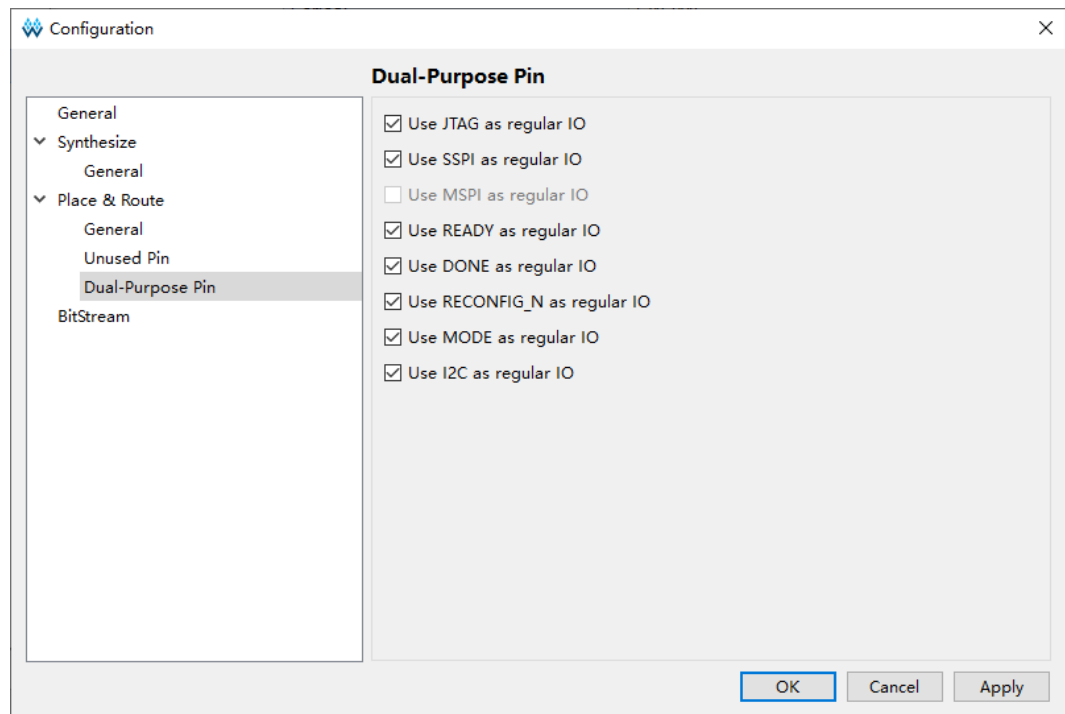 Configuration
Dual-Purpose Pin
General
Synthesize
General
Place & Route
General
Unused Pin
Dual-Purpose Pin
BitStream
Use JTAG as regular IO
Use SSPI as regular IO
Use MSPI as regular IO
Use READY as regular IO
Use DONE as regular IO
Use RECONFIG_N as regular IO
Use MODE as regular IO
Use I2C as regular IO
OK
Cancel
Apply